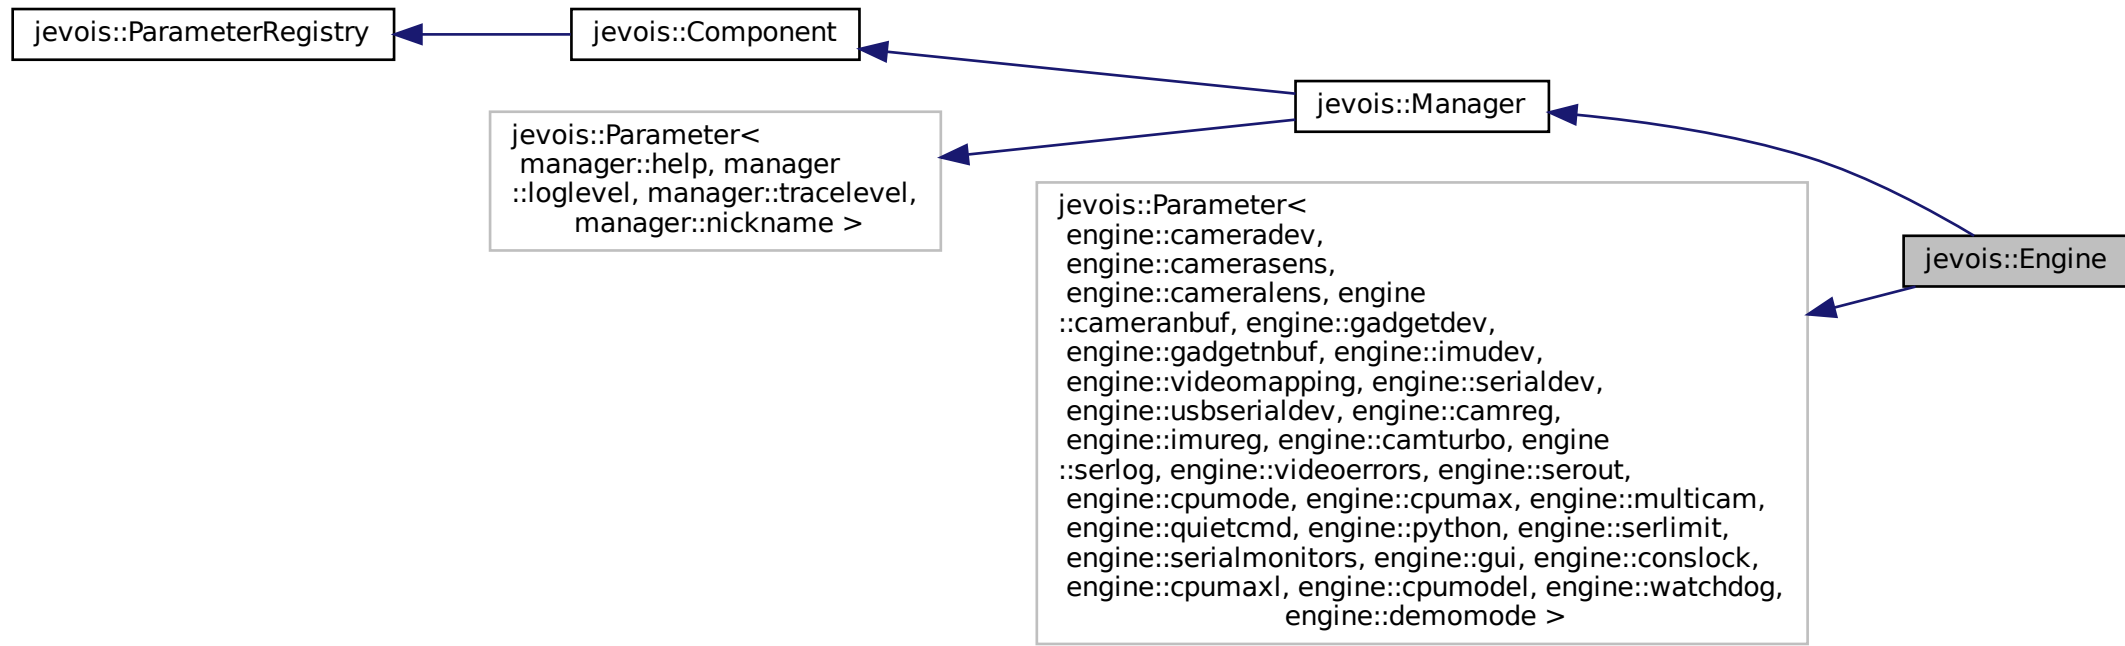 jevois::ParameterRegistry
jevois::Component
jevois::Manager
jevois::Parameter<
manager::help, manager
::loglevel, manager::tracelevel,
manager::nickname >
jevois::Parameter<
engine::cameradev,
engine::camerasens,
engine::cameralens, engine
::cameranbuf, engine::gadgetdev,
engine::gadgetnbuf, engine::imudev,
engine::videomapping, engine::serialdev,
engine::usbserialdev, engine::camreg,
engine::imureg, engine::camturbo, engine
::serlog, engine::videoerrors, engine::serout,
engine::cpumode, engine::cpumax, engine::multicam,
engine::quietcmd, engine::python, engine::serlimit,
engine::serialmonitors, engine::gui, engine::conslock,
engine::cpumaxl, engine::cpumodel, engine::watchdog,
engine::demomode >
jevois::Engine